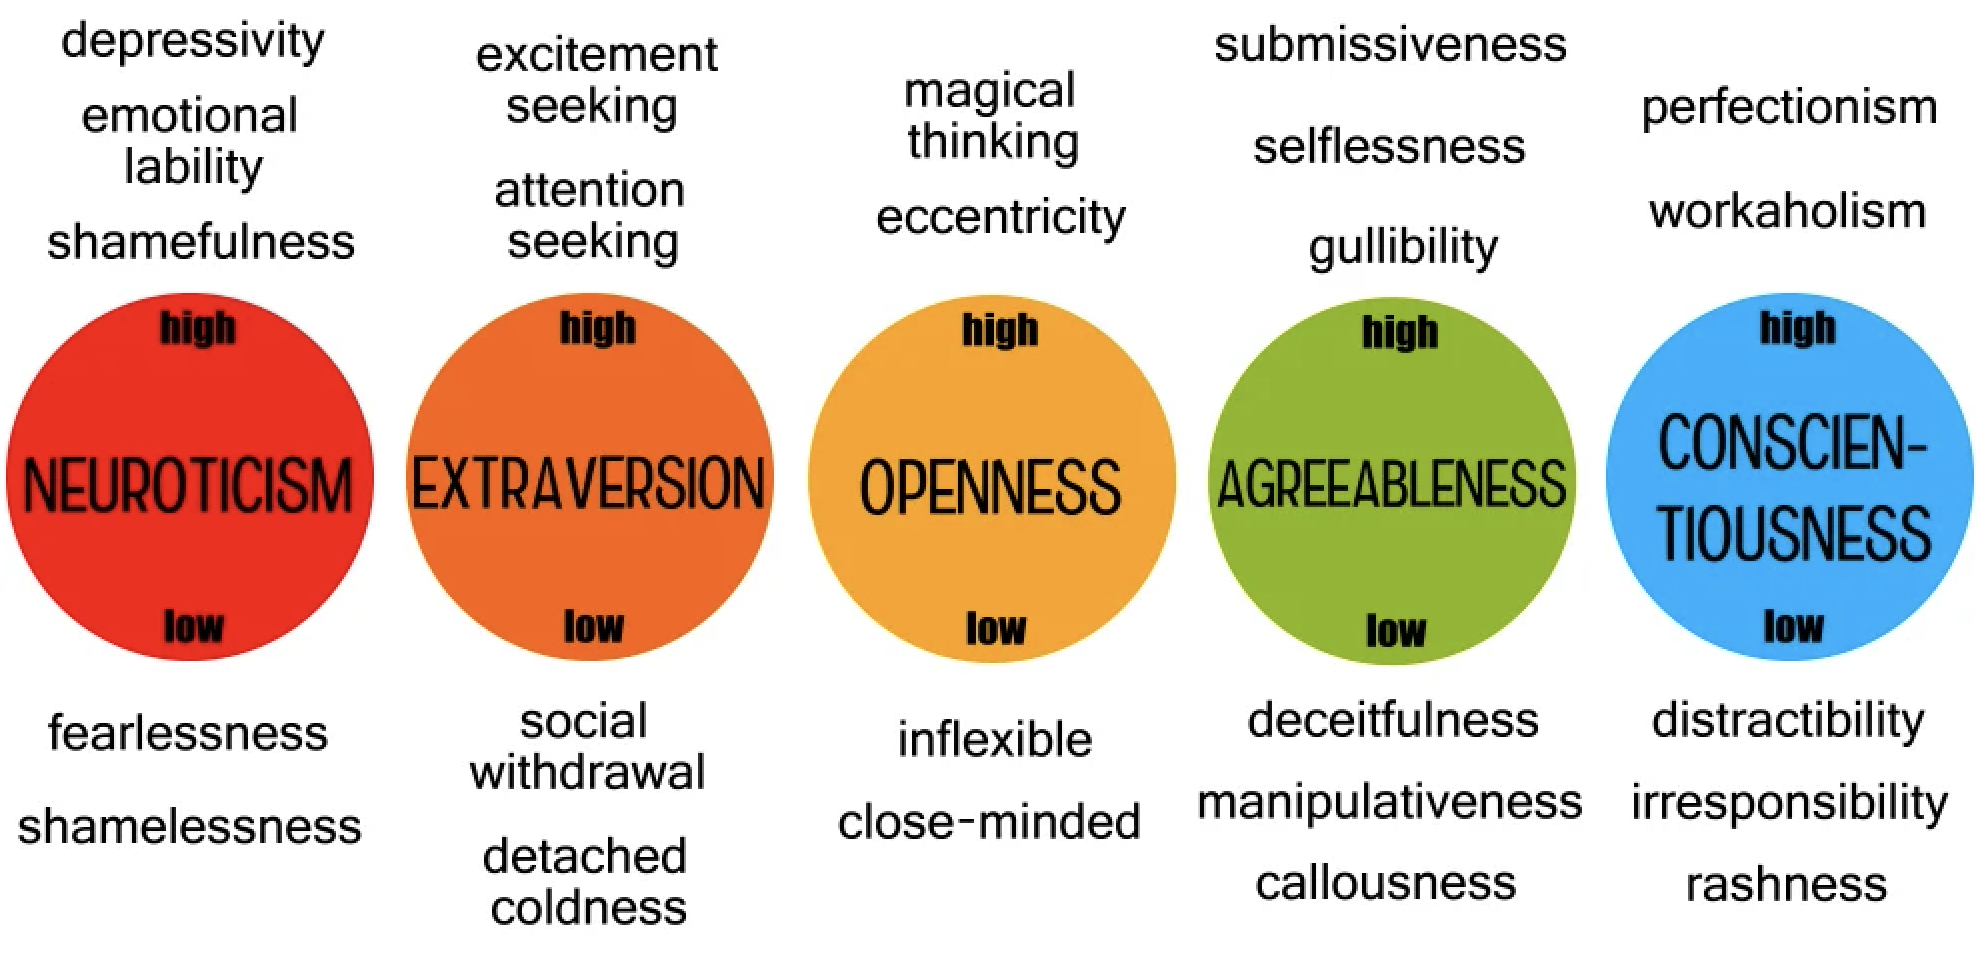 depressivity
emotional
lability
shamefulness
high
NEUROTICISM
low
fearlessness
shamelessness
excitement
seeking
attention
seeking
high
EXTRAVERSION
low
social
withdrawal
detached
coldness
magical
thinking
eccentricity
high
OPENNESS
low
inflexible
close-minded
submissiveness
selflessness
gullibility
high
AGREEABLENESS
low
deceitfulness
manipulativeness
callousness
perfectionism
workaholism
high
CONSCIEN-
TIOUSNESS
low
distractibility
irresponsibility
rashness